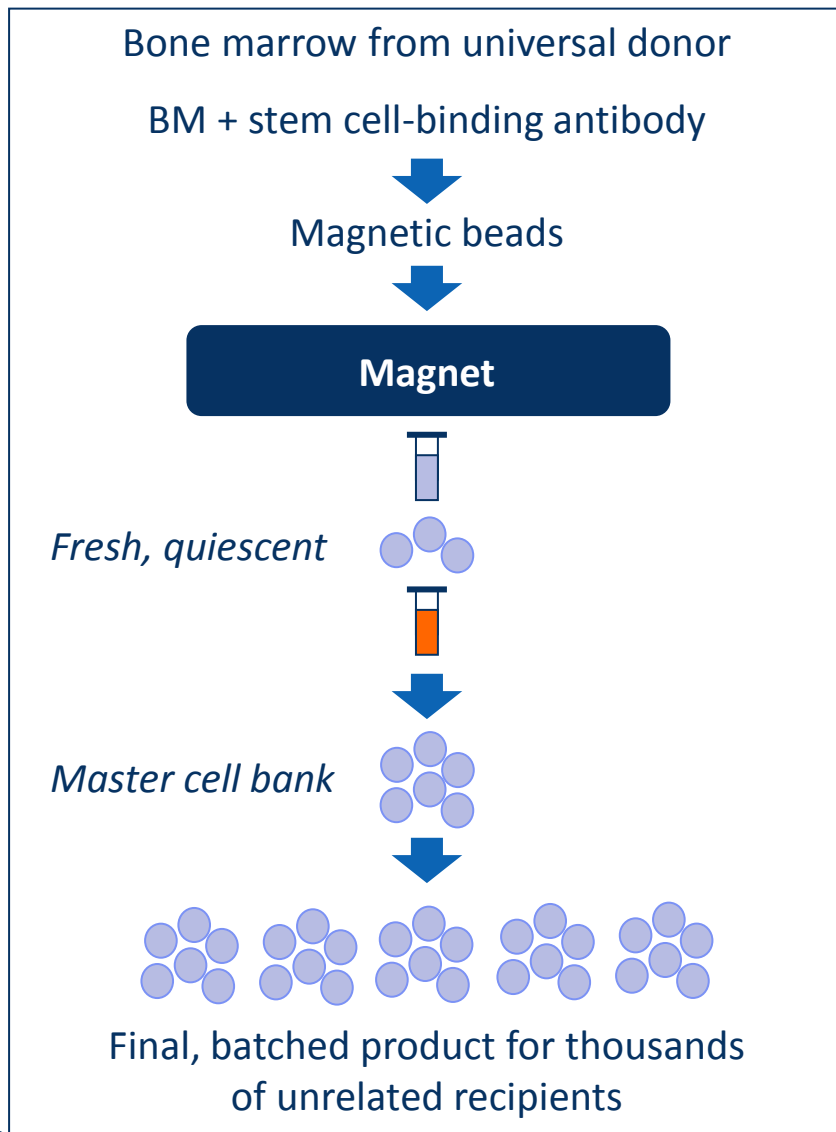 Bone marrow from universal donor
BM + stem cell-binding antibody
Magnetic beads
Magnet
Fresh, quiescent
Master cell bank
Final, batched product for thousands
of unrelated recipients